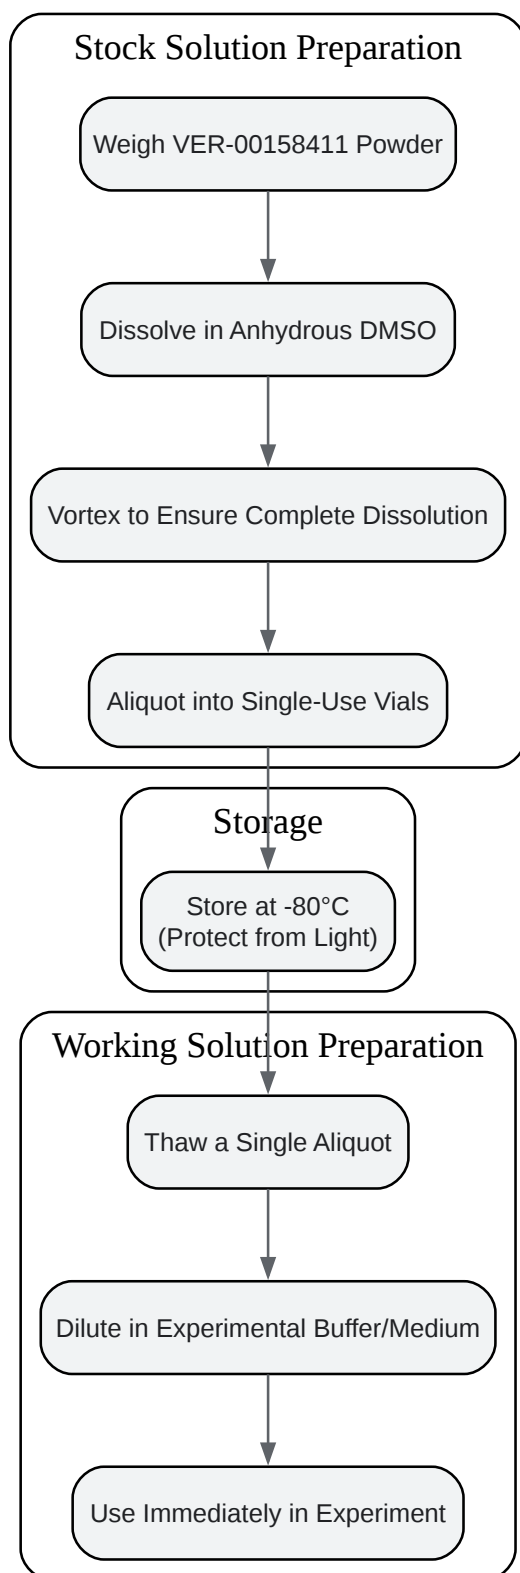 Stock Solution Preparation
Weigh VER-00158411 Powder
Dissolve in Anhydrous DMSO
Vortex to Ensure Complete Dissolution
Aliquot into Single-Use Vials
Storage
Store at -80°C
(Protect from Light)
Working Solution Preparation
Thaw a Single Aliquot
Dilute in Experimental Buffer/Medium
Use Immediately in Experiment